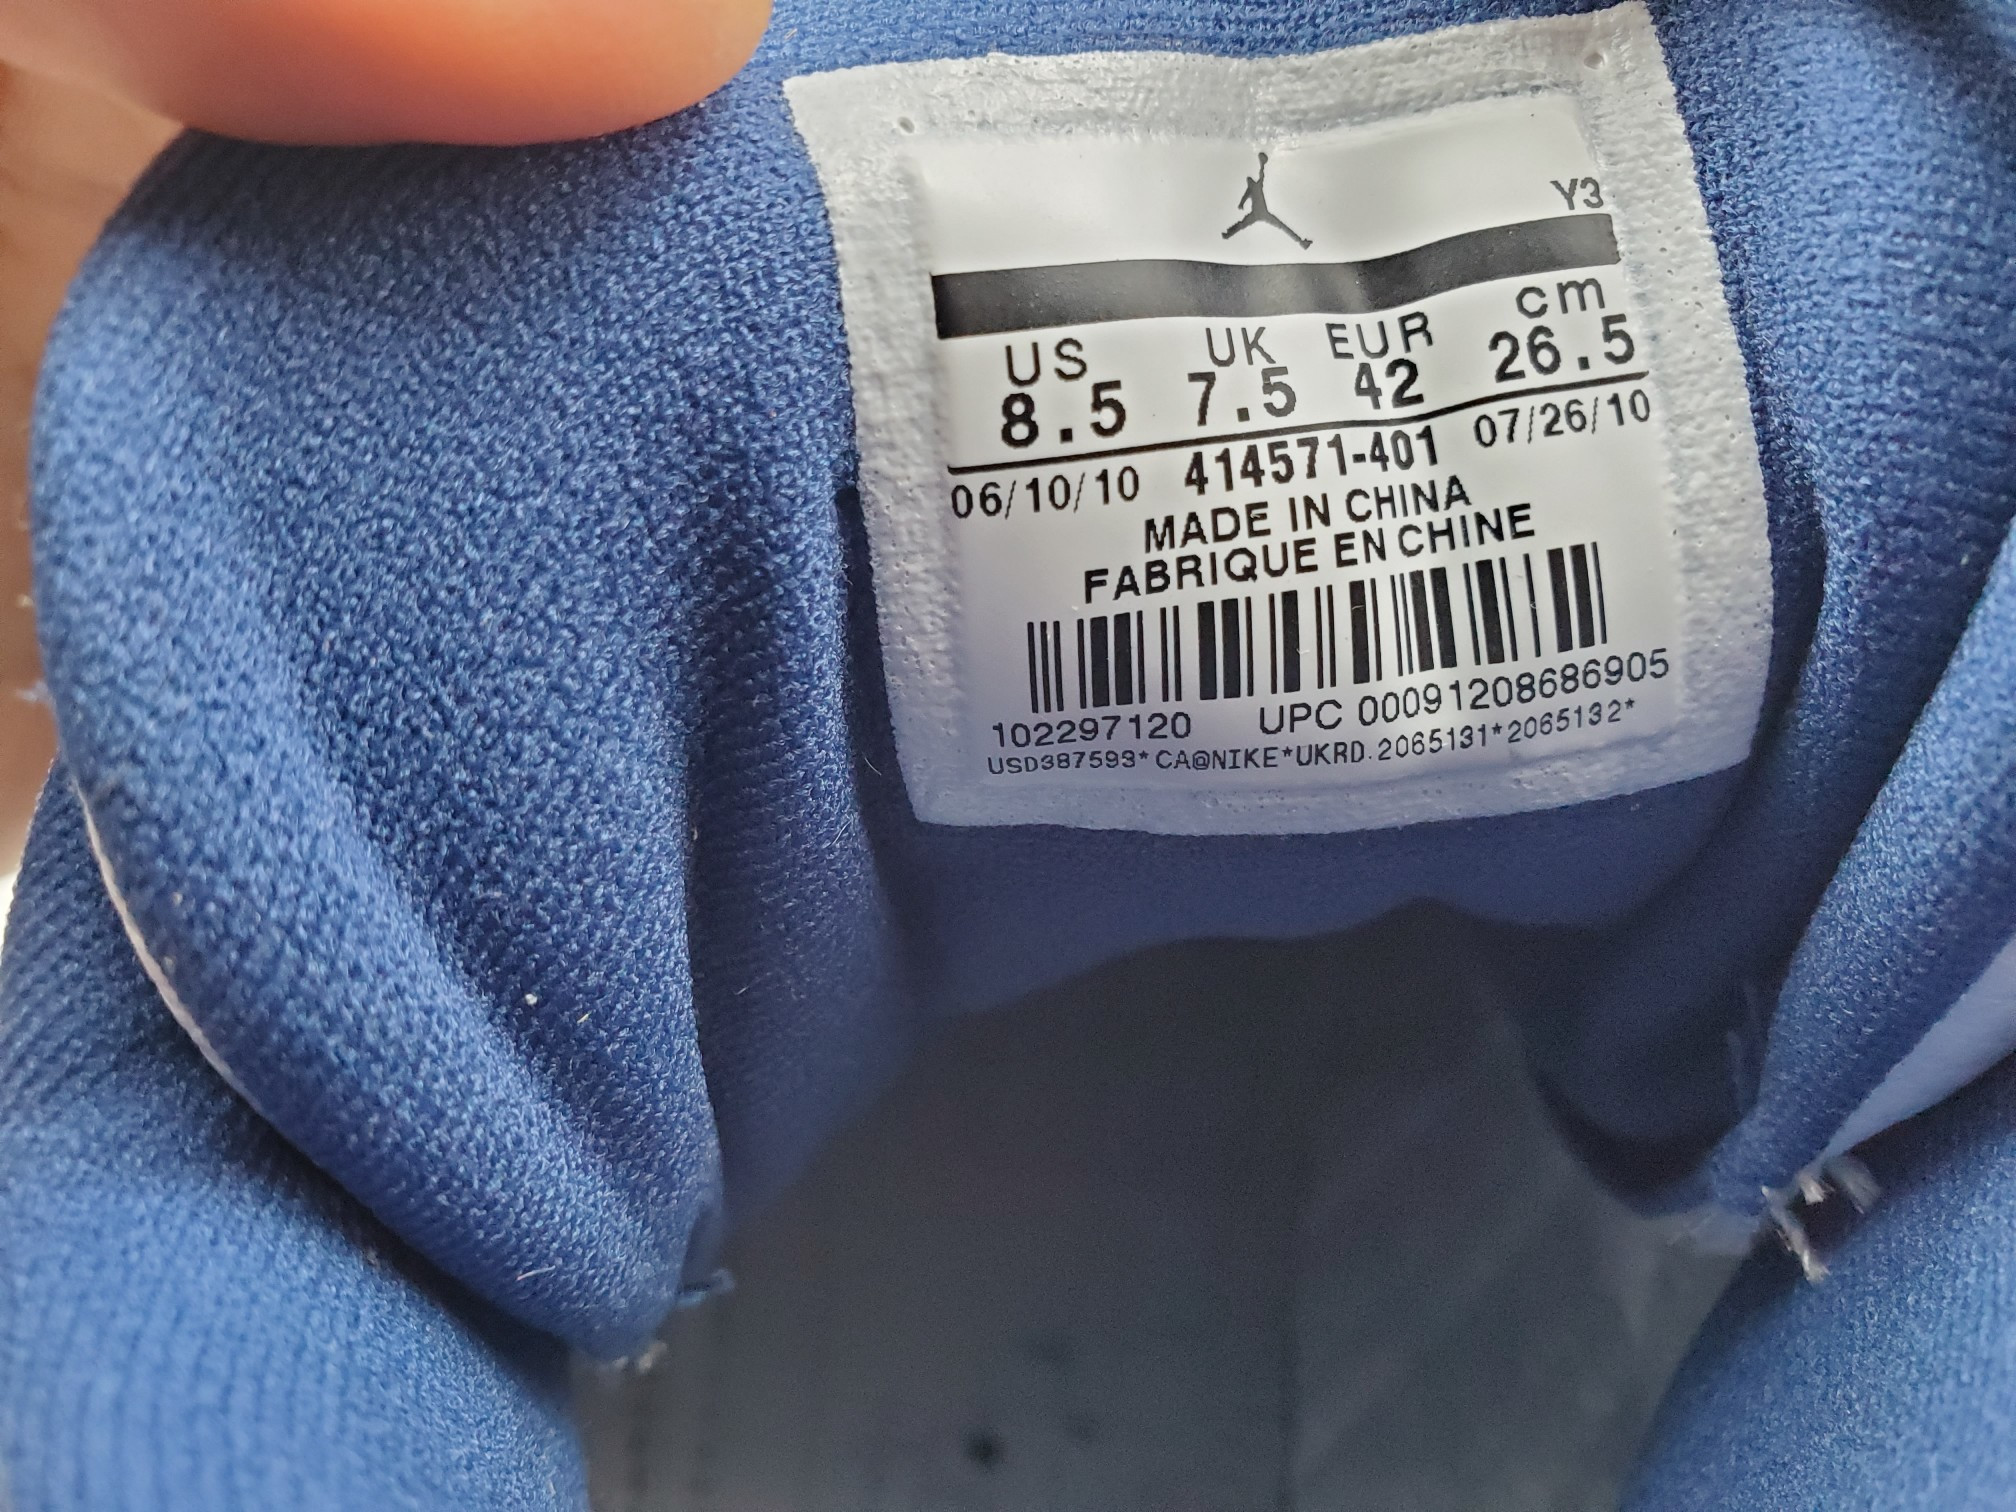 Y3
US UK EUR cm
8.5 7.5 42 26.5
06/10/10 414571-401 07/26/10
MADE IN CHINA
FABRIQUE EN CHINE
102297120 UPC 00091208686905
USD387593*CA@NIKE*UKRD.2065131*2065132*